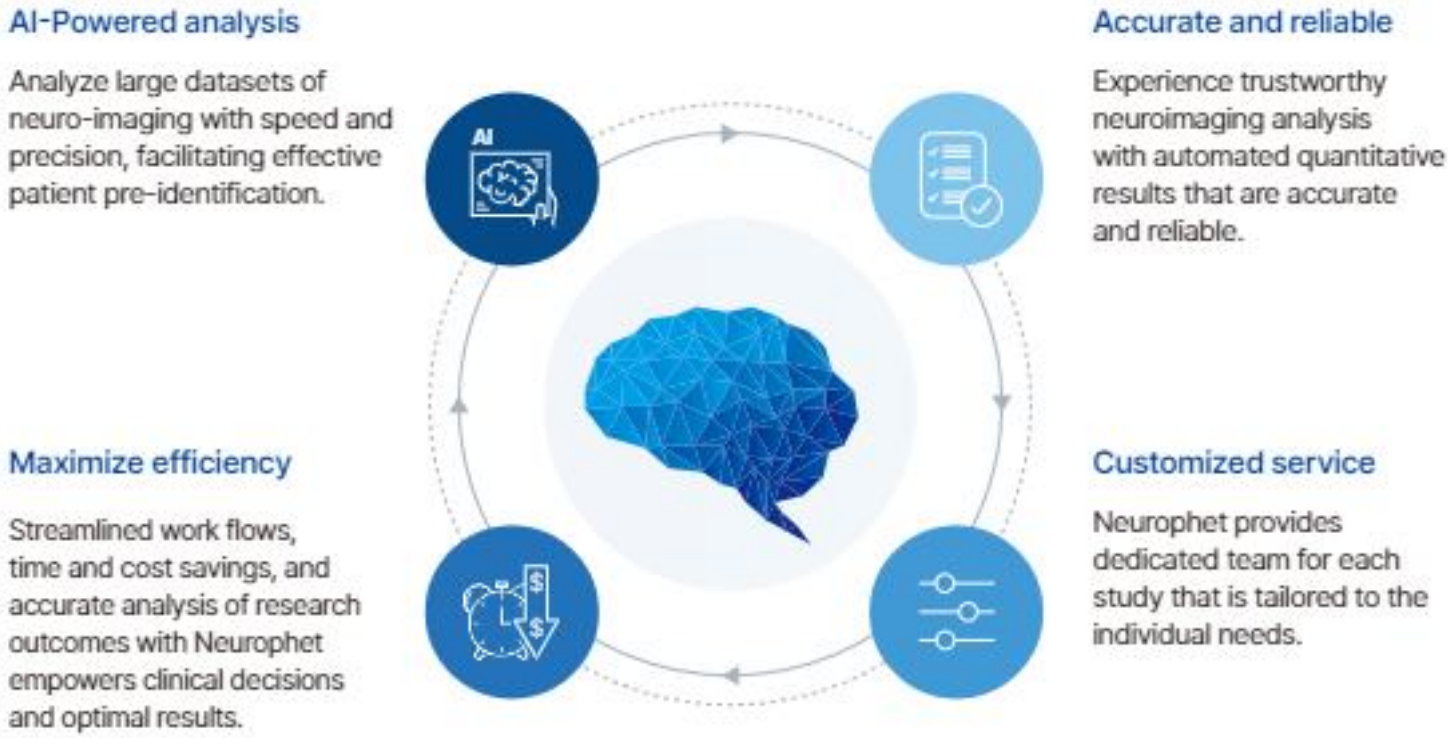 AI-Powered analysis
Analyze large datasets of
neuro-imaging with speed and
precision, facilitating effective
patient pre-identification.
Accurate and reliable
Experience trustworthy
neuroimaging analysis
with automated quantitative
results that are accurate
and reliable.
AI
Maximize efficiency
Streamlined work flows,
time and cost savings, and
accurate analysis of research
outcomes with Neurophet
empowers clinical decisions
and optimal results.
$
$
Customized service
Neurophet provides
dedicated team for each
study that is tailored to the
individual needs.